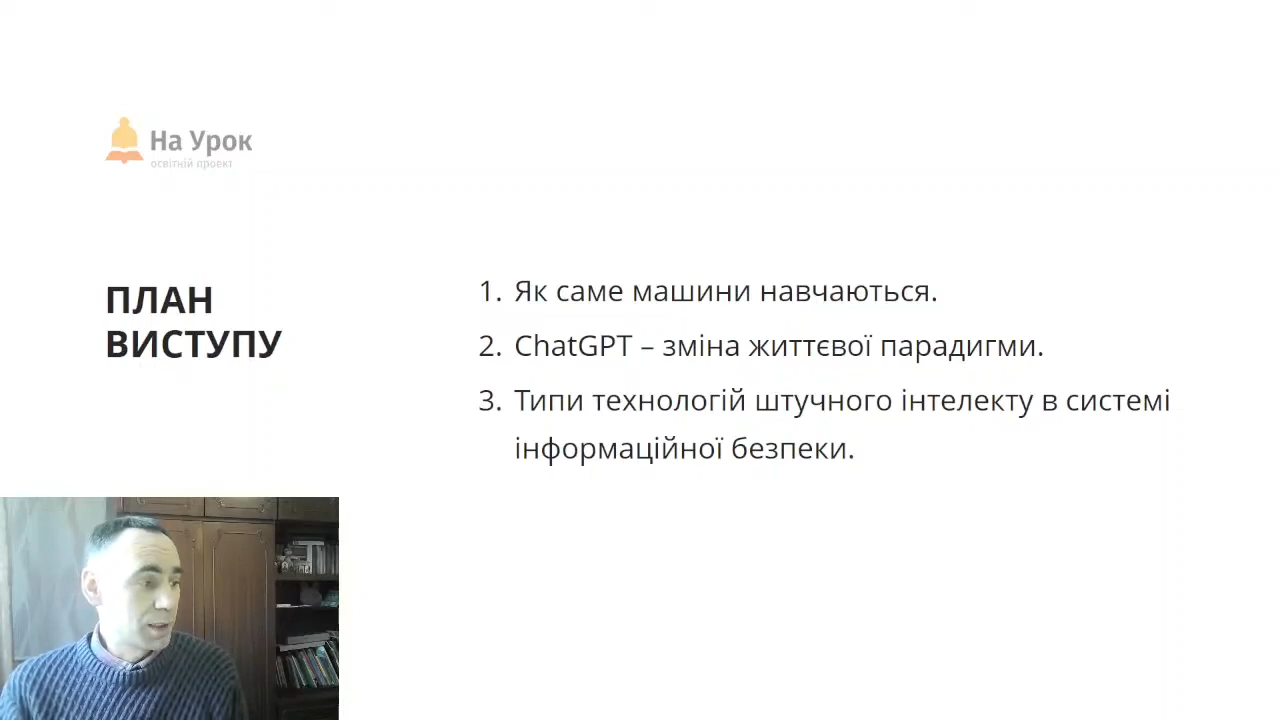 На Урок
освітній проект
ПЛАН
ВИСТУПУ
1. Як саме машини навчаються.
2. ChatGPT – зміна життєвої парадигми.
3. Типи технологій штучного інтелекту в системі
інформаційної безпеки.